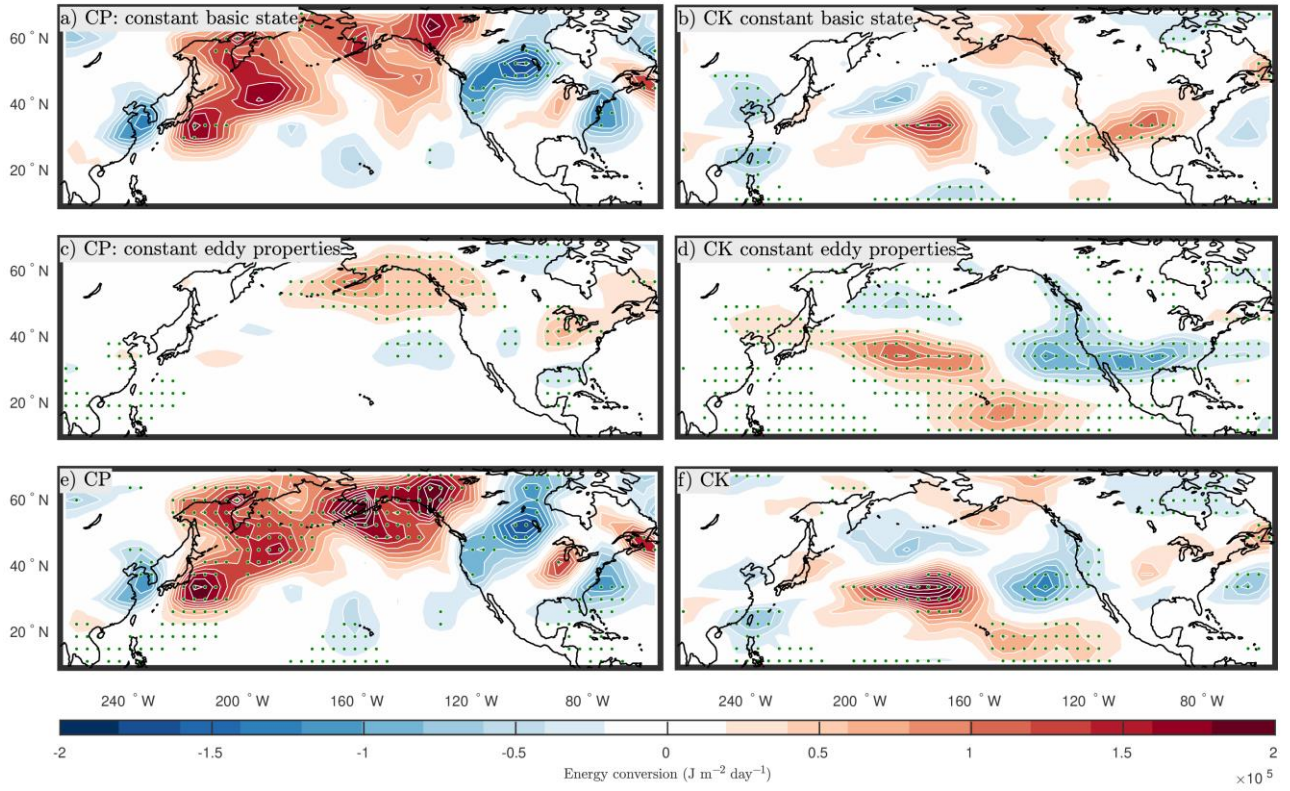 a) CP: constant basic state
b) CK constant basic state
60 ° N
40 ° N
20 ° N
c) CP: constant eddy properties
d) CK constant eddy properties
60 ° N
40 ° N
20 ° N
e) CP
f) CK
60 ° N
40 ° N
20 ° N
240 ° W 200 ° W 160 ° W 120 ° W 80 ° W 240 ° W 200 ° W 160 ° W 120 ° W 80 ° W
-2 -1.5 -1 -0.5 0 0.5 1 1.5 2
Energy conversion (J m⁻² day⁻¹)
×10⁵